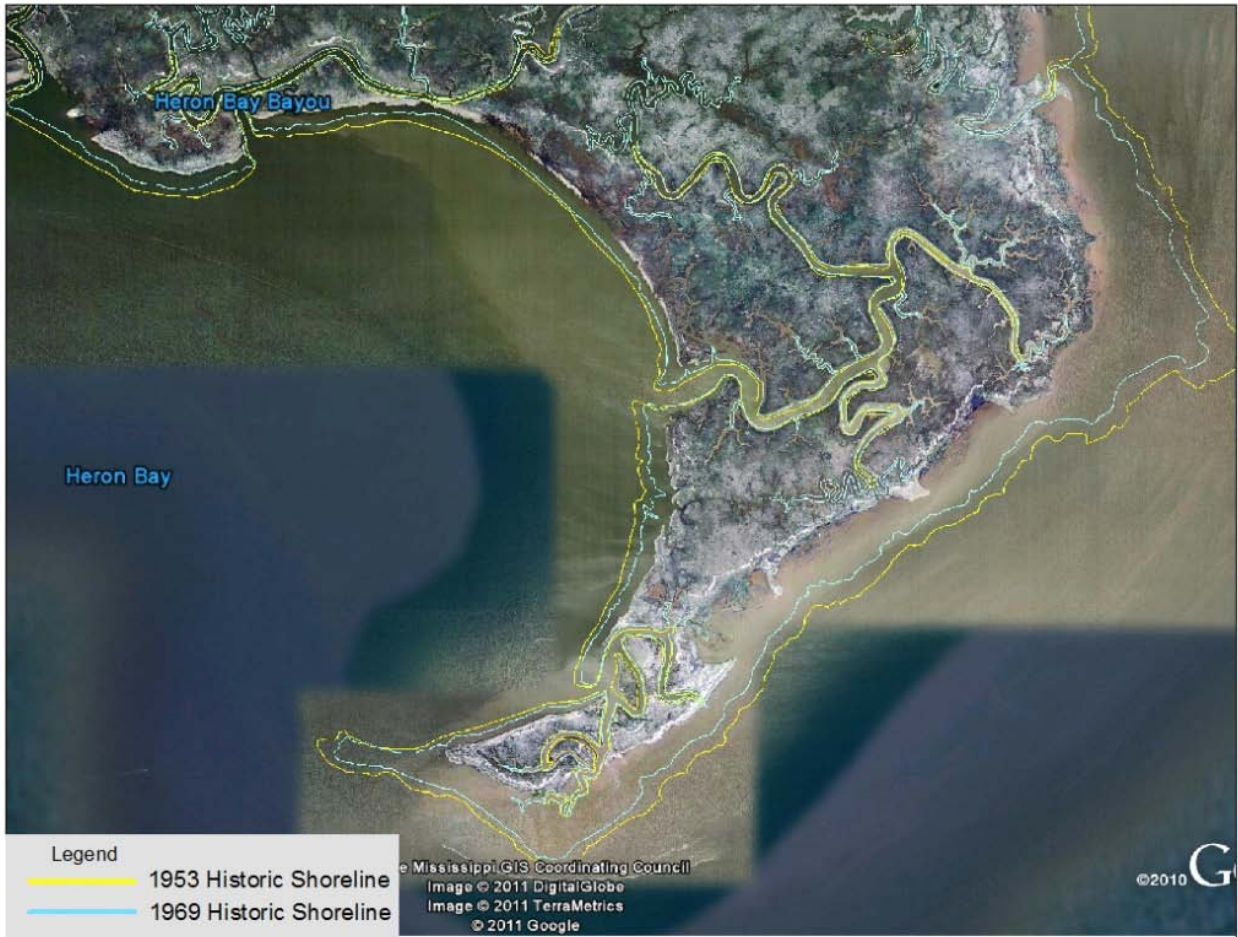 Heron Bay Bayou
Heron Bay
Legend
1953 Historic Shoreline
1969 Historic Shoreline
e Mississippi GIS Coordinating Council
Image © 2011 DigitalGlobe
Image © 2011 TerraMetrics
© 2011 Google
©2010 G